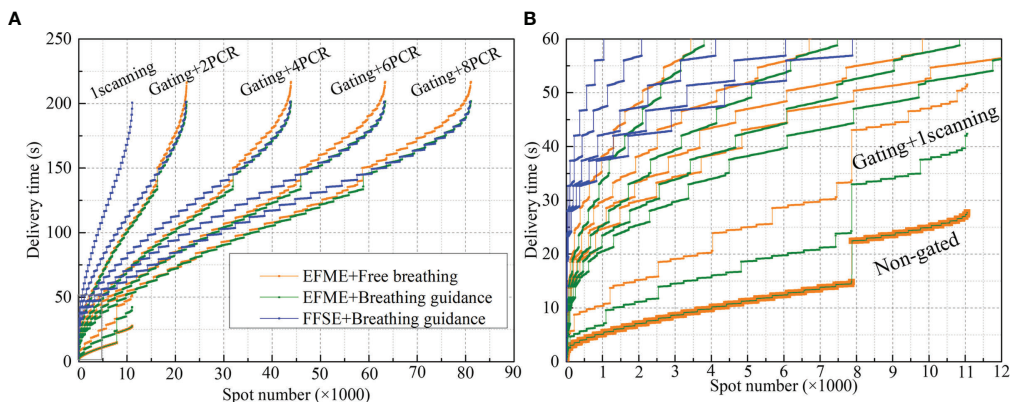 A
250
200
150
100
50
0
Delivery time (s)
1scanning
Gating+2PCR
Gating+4PCR
Gating+6PCR
Gating+8PCR
EFME+Free breathing
EFME+Breathing guidance
FFSE+Breathing guidance
0 10 20 30 40 50 60 70 80 90
Spot number (×1000)
B
60
50
40
30
20
10
0
Delivery time (s)
Gating+1scanning
Non-gated
0 1 2 3 4 5 6 7 8 9 10 11 12
Spot number (×1000)